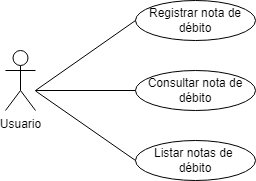 Registrar nota de
débito
Consultar nota de
débito
Usuario
Listar notas de
débito